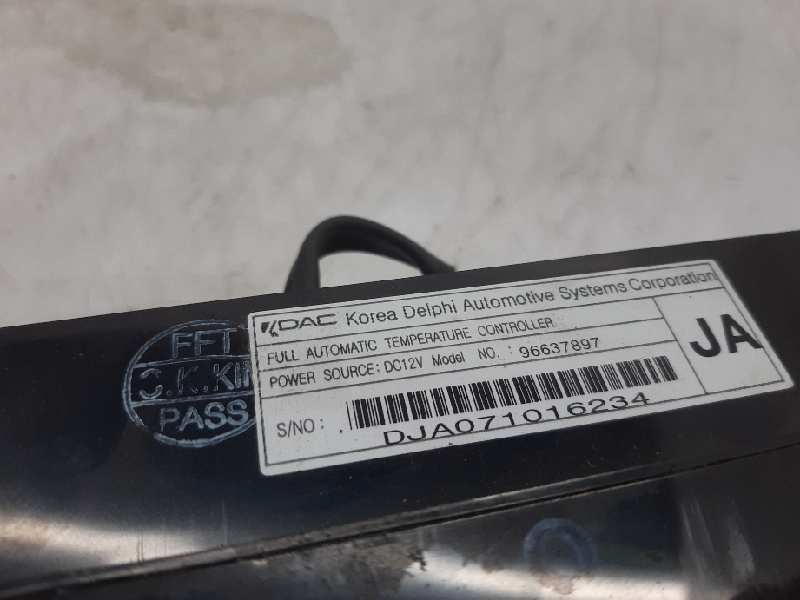 KDAC Korea Delphi Automotive Systems Corporation
FULL AUTOMATIC TEMPERATURE CONTROLLER
POWER SOURCE: DC12V Model NO. : 96637897
JA
S/NO :
DJA071016234
FFT
C.K.KIM
PASS